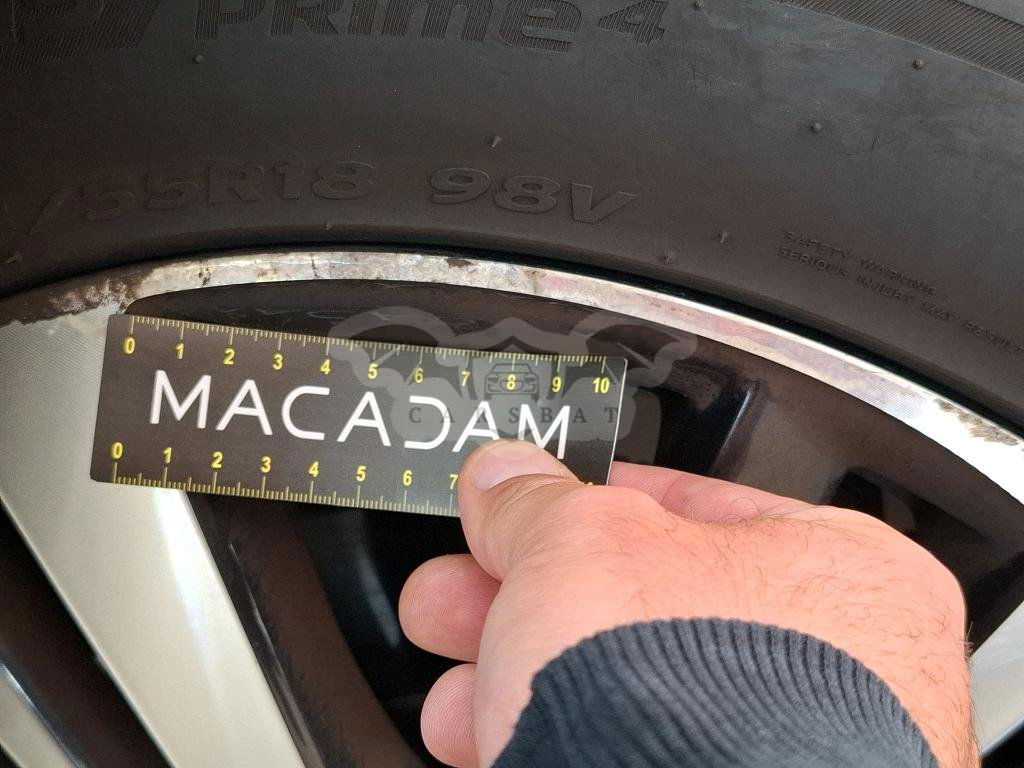 PRIME 4
/55R18 98V
SAFETY WARNING
SERIOUS INJURY MAY RESULT
0 1 2 3 4 5 6 7 8 9 10
MACADAM
CARSBAT
0 1 2 3 4 5 6 7